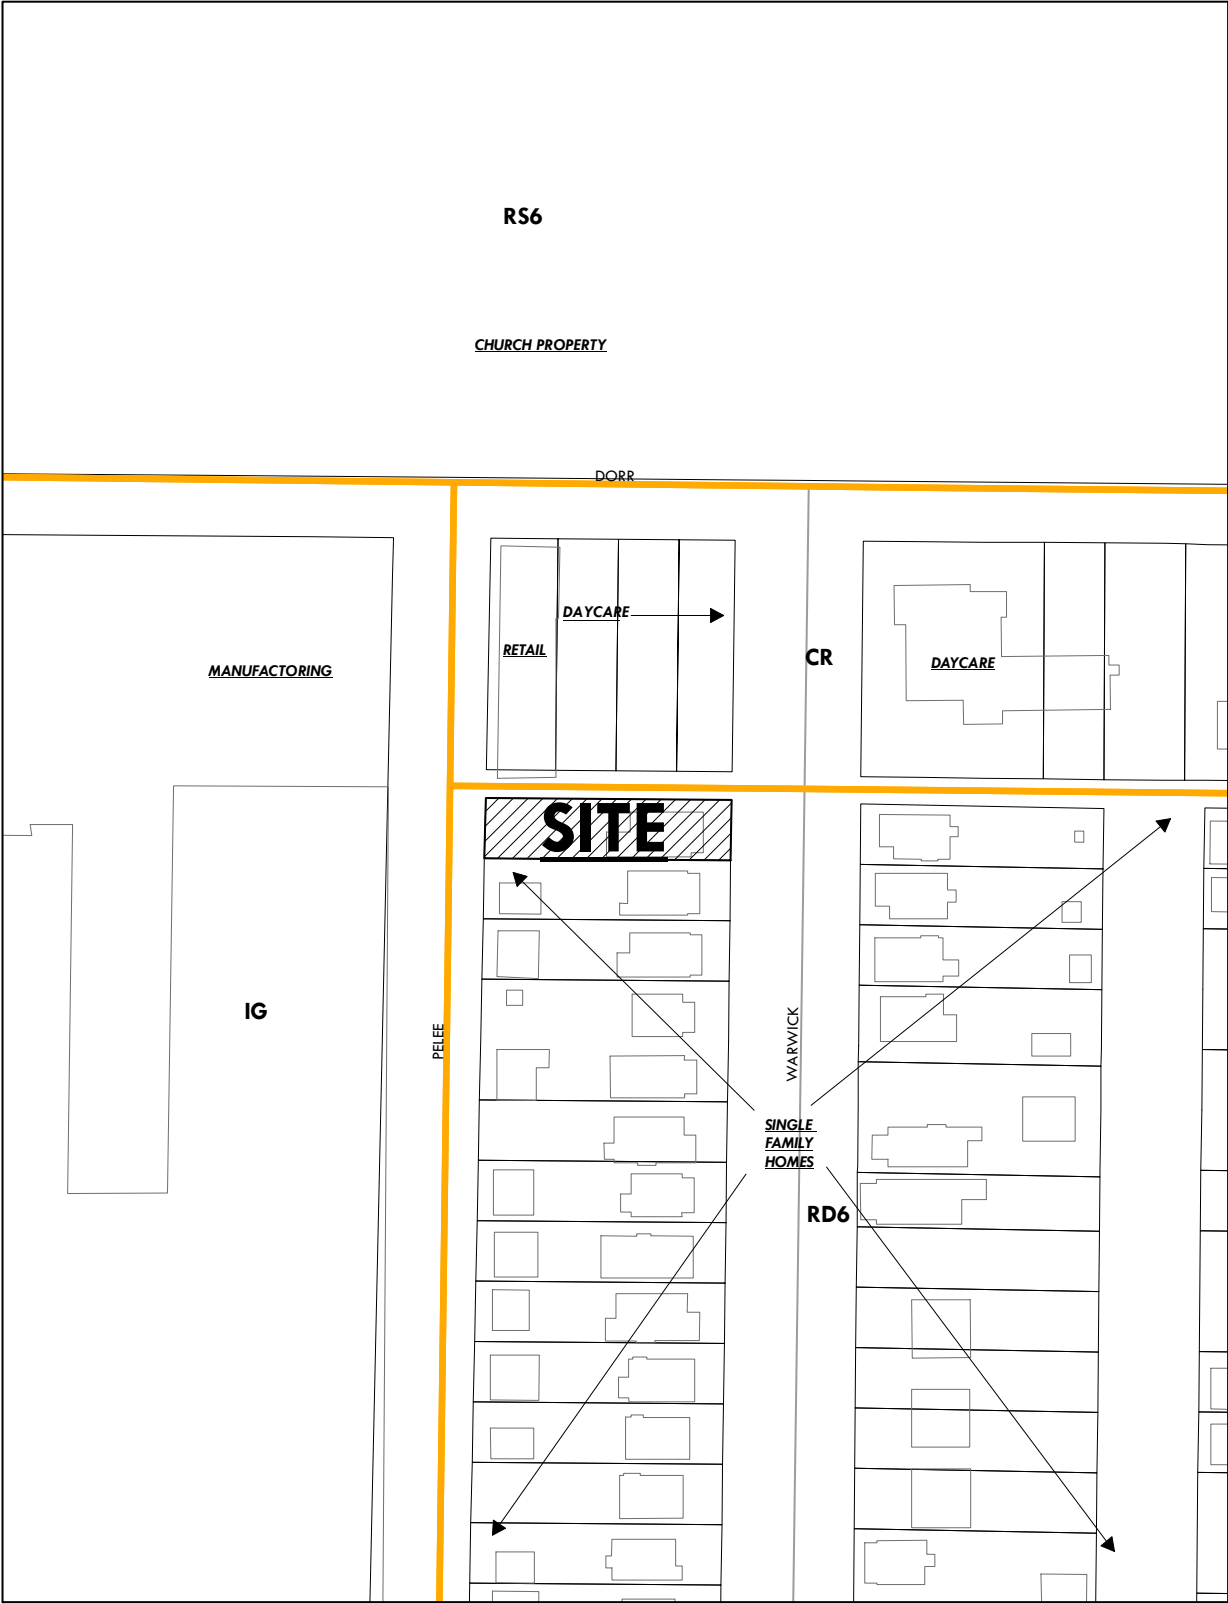 RS6
CHURCH PROPERTY
DORR
DAYCARE
RETAIL
CR
DAYCARE
MANUFACTORING
SITE
IG
PELEE
WARWICK
SINGLE
FAMILY
HOMES
RD6